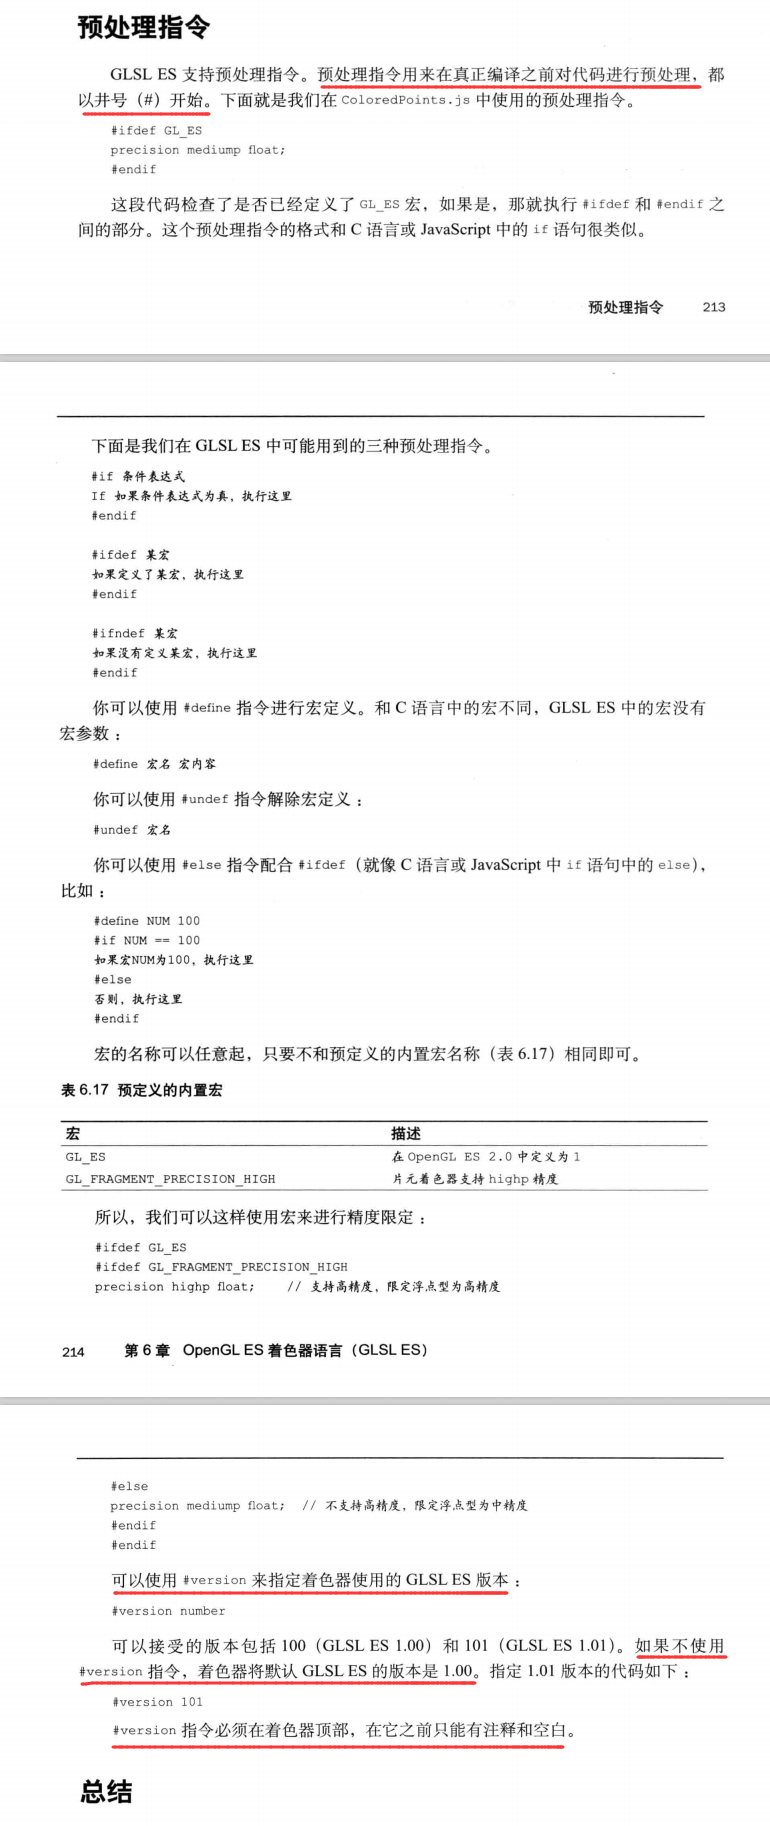 预处理指令
GLSL ES 支持预处理指令。预处理指令用来在真正编译之前对代码进行预处理，都
以井号（#）开始。下面就是我们在 ColoredPoints.js 中使用的预处理指令。
#ifdef GL_ES
precision mediump float;
#endif
这段代码检查了是否已经定义了 GL_ES 宏，如果是，那就执行 #ifdef 和 #endif 之
间的部分。这个预处理指令的格式和 C 语言或 JavaScript 中的 if 语句很类似。
预处理指令 213
下面是我们在 GLSL ES 中可能用到的三种预处理指令。
#if 条件表达式
If 如果条件表达式为真，执行这里
#endif
#ifdef 某宏
如果定义了某宏，执行这里
#endif
#ifndef 某宏
如果没有定义某宏，执行这里
#endif
你可以使用 #define 指令进行宏定义。和 C 语言中的宏不同，GLSL ES 中的宏没有
宏参数：
#define 宏名 宏内容
你可以使用 #undef 指令解除宏定义：
#undef 宏名
你可以使用 #else 指令配合 #ifdef（就像 C 语言或 JavaScript 中 if 语句中的 else），
比如：
#define NUM 100
#if NUM == 100
如果宏NUM为100，执行这里
#else
否则，执行这里
#endif
宏的名称可以任意起，只要不和预定义的内置宏名称（表 6.17）相同即可。
表 6.17 预定义的内置宏
宏 描述
GL_ES 在 OpenGL ES 2.0 中定义为 1
GL_FRAGMENT_PRECISION_HIGH 片元着色器支持 highp 精度
所以，我们可以这样使用宏来进行精度限定：
#ifdef GL_ES
#ifdef GL_FRAGMENT_PRECISION_HIGH
precision highp float; // 支持高精度，限定浮点型为高精度
214 第 6 章 OpenGL ES 着色器语言（GLSL ES）
#else
precision mediump float; // 不支持高精度，限定浮点型为中精度
#endif
#endif
可以使用 #version 来指定着色器使用的 GLSL ES 版本：
#version number
可以接受的版本包括 100（GLSL ES 1.00）和 101（GLSL ES 1.01）。如果不使用
#version 指令，着色器将默认 GLSL ES 的版本是 1.00。指定 1.01 版本的代码如下：
#version 101
#version 指令必须在着色器顶部，在它之前只能有注释和空白。
总结